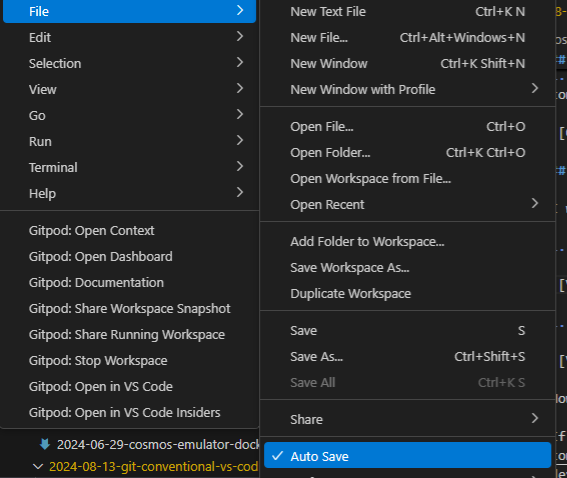 File
Edit
Selection
View
Go
Run
Terminal
Help
Gitpod: Open Context
Gitpod: Open Dashboard
Gitpod: Documentation
Gitpod: Share Workspace Snapshot
Gitpod: Share Running Workspace
Gitpod: Stop Workspace
Gitpod: Open in VS Code
Gitpod: Open in VS Code Insiders
2024-06-29-cosmos-emulator-dock
2024-08-13-git-conventional-vs-cod
New Text File Ctrl+K N
New File... Ctrl+Alt+Windows+N
New Window Ctrl+K Shift+N
New Window with Profile
Open File... Ctrl+O
Open Folder... Ctrl+K Ctrl+O
Open Workspace from File...
Open Recent
Add Folder to Workspace...
Save Workspace As...
Duplicate Workspace
Save S
Save As... Ctrl+Shift+S
Save All Ctrl+K S
Share
Auto Save